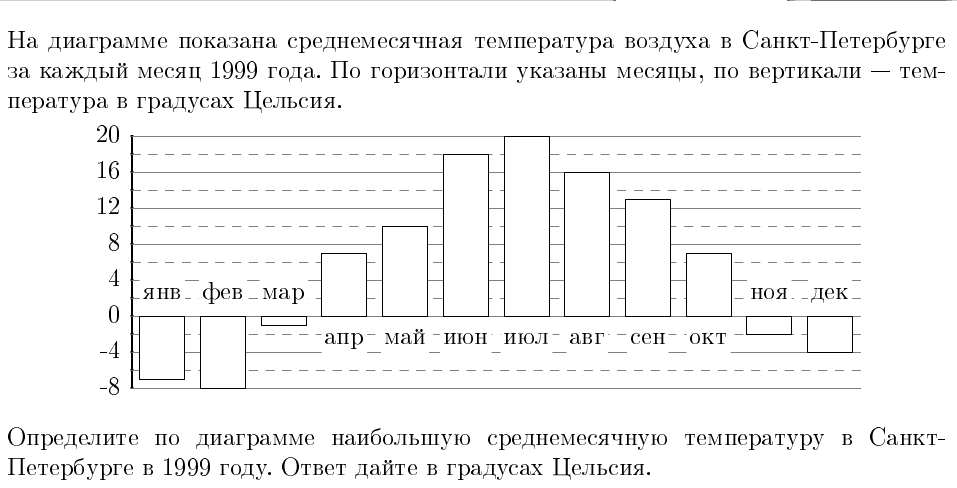 На диаграмме показана среднемесячная температура воздуха в Санкт-Петербурге
за каждый месяц 1999 года. По горизонтали указаны месяцы, по вертикали — тем-
пература в градусах Цельсия.
20
16
12
8
4
янв фев мар ноя дек
0
апр май июн июл авг сен окт
-4
-8
Определите по диаграмме наибольшую среднемесячную температуру в Санкт-
Петербурге в 1999 году. Ответ дайте в градусах Цельсия.